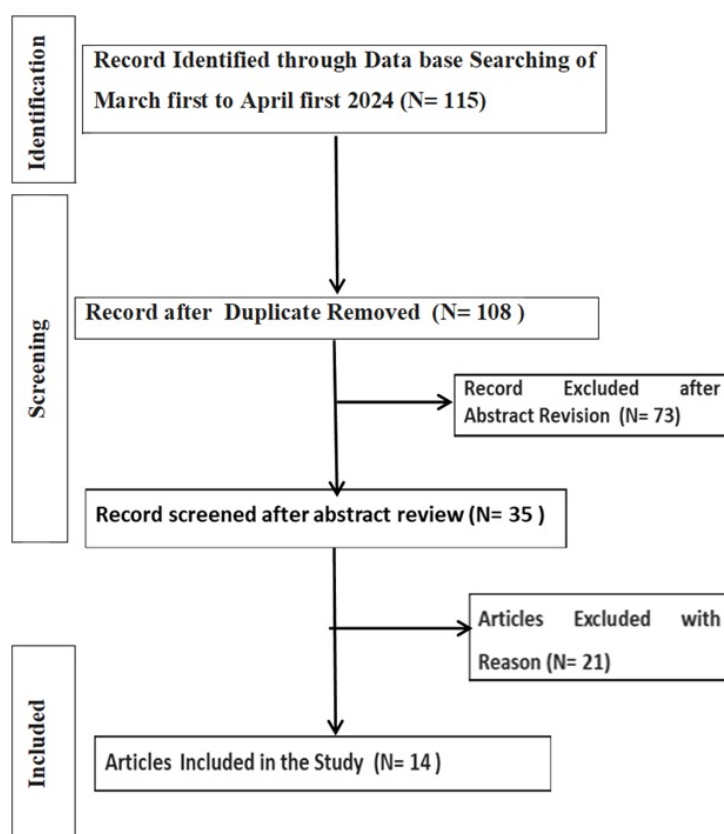 Identification
Record Identified through Data base Searching of
March first to April first 2024 (N= 115)
Screening
Record after Duplicate Removed (N= 108 )
Record Excluded after
Abstract Revision (N= 73)
Record screened after abstract review (N= 35 )
Articles Excluded with
Reason (N= 21)
Included
Articles Included in the Study (N= 14 )